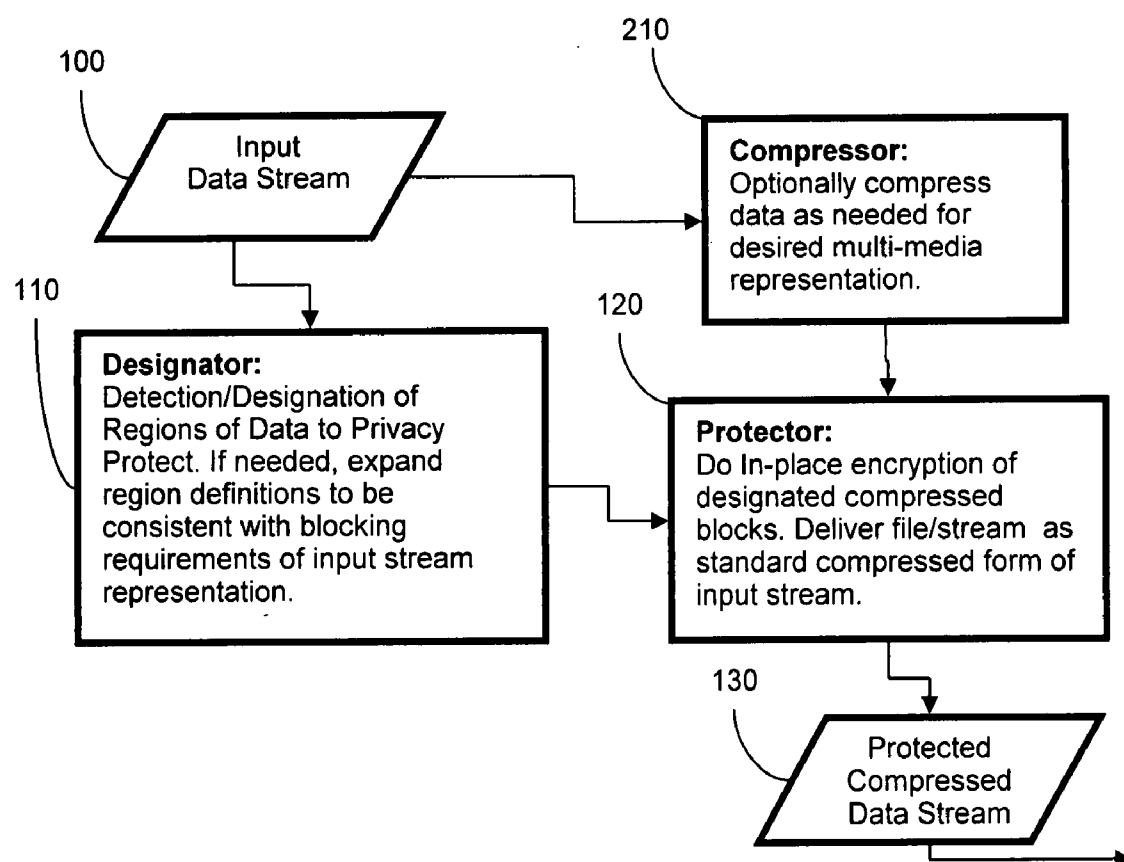 100
Input
Data Stream
210
Compressor:
Optionally compress
data as needed for
desired multi-media
representation.
110
Designator:
Detection/Designation of
Regions of Data to Privacy
Protect. If needed, expand
region definitions to be
consistent with blocking
requirements of input stream
representation.
120
Protector:
Do In-place encryption of
designated compressed
blocks. Deliver file/stream as
standard compressed form of
input stream.
130
Protected
Compressed
Data Stream